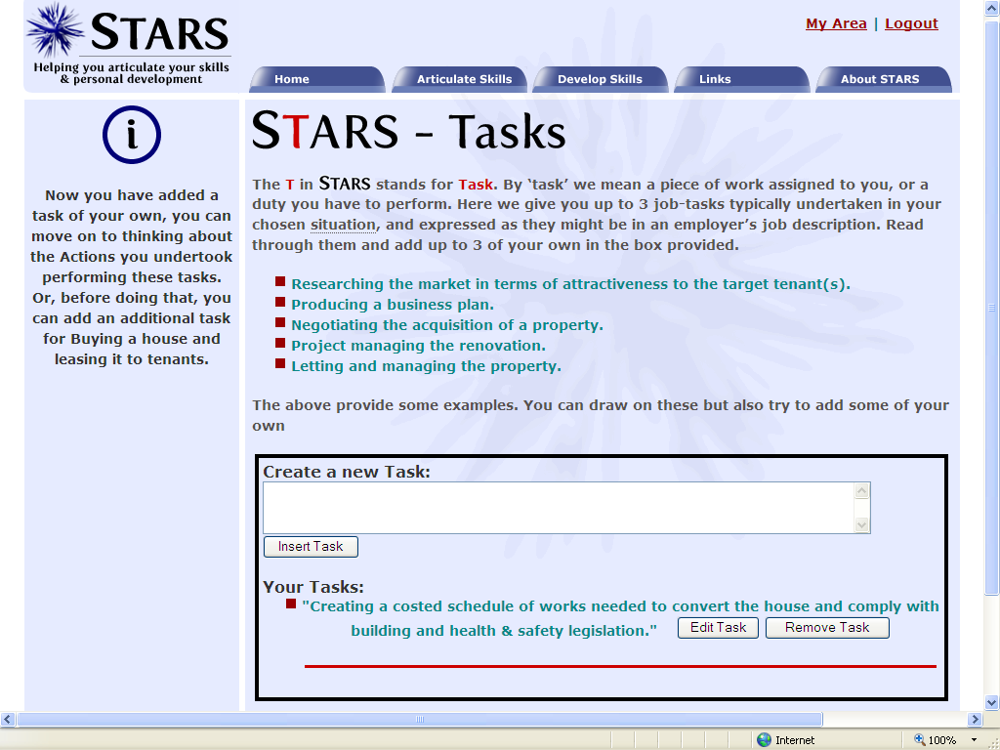 STARS
Helping you articulate your skills
& personal development
My Area | Logout
Home
Articulate Skills
Develop Skills
Links
About STARS
i
Now you have added a
task of your own, you can
move on to thinking about
the Actions you undertook
performing these tasks.
Or, before doing that, you
can add an additional task
for Buying a house and
leasing it to tenants.
STARS – Tasks
The T in STARS stands for Task. By ‘task’ we mean a piece of work assigned to you, or a
duty you have to perform. Here we give you up to 3 job-tasks typically undertaken in your
chosen situation, and expressed as they might be in an employer’s job description. Read
through them and add up to 3 of your own in the box provided.
Researching the market in terms of attractiveness to the target tenant(s).
Producing a business plan.
Negotiating the acquisition of a property.
Project managing the renovation.
Letting and managing the property.
The above provide some examples. You can draw on these but also try to add some of your
own
Create a new Task:
Insert Task
Your Tasks:
"Creating a costed schedule of works needed to convert the house and comply with
building and health & safety legislation."
Edit Task
Remove Task
Internet
100%